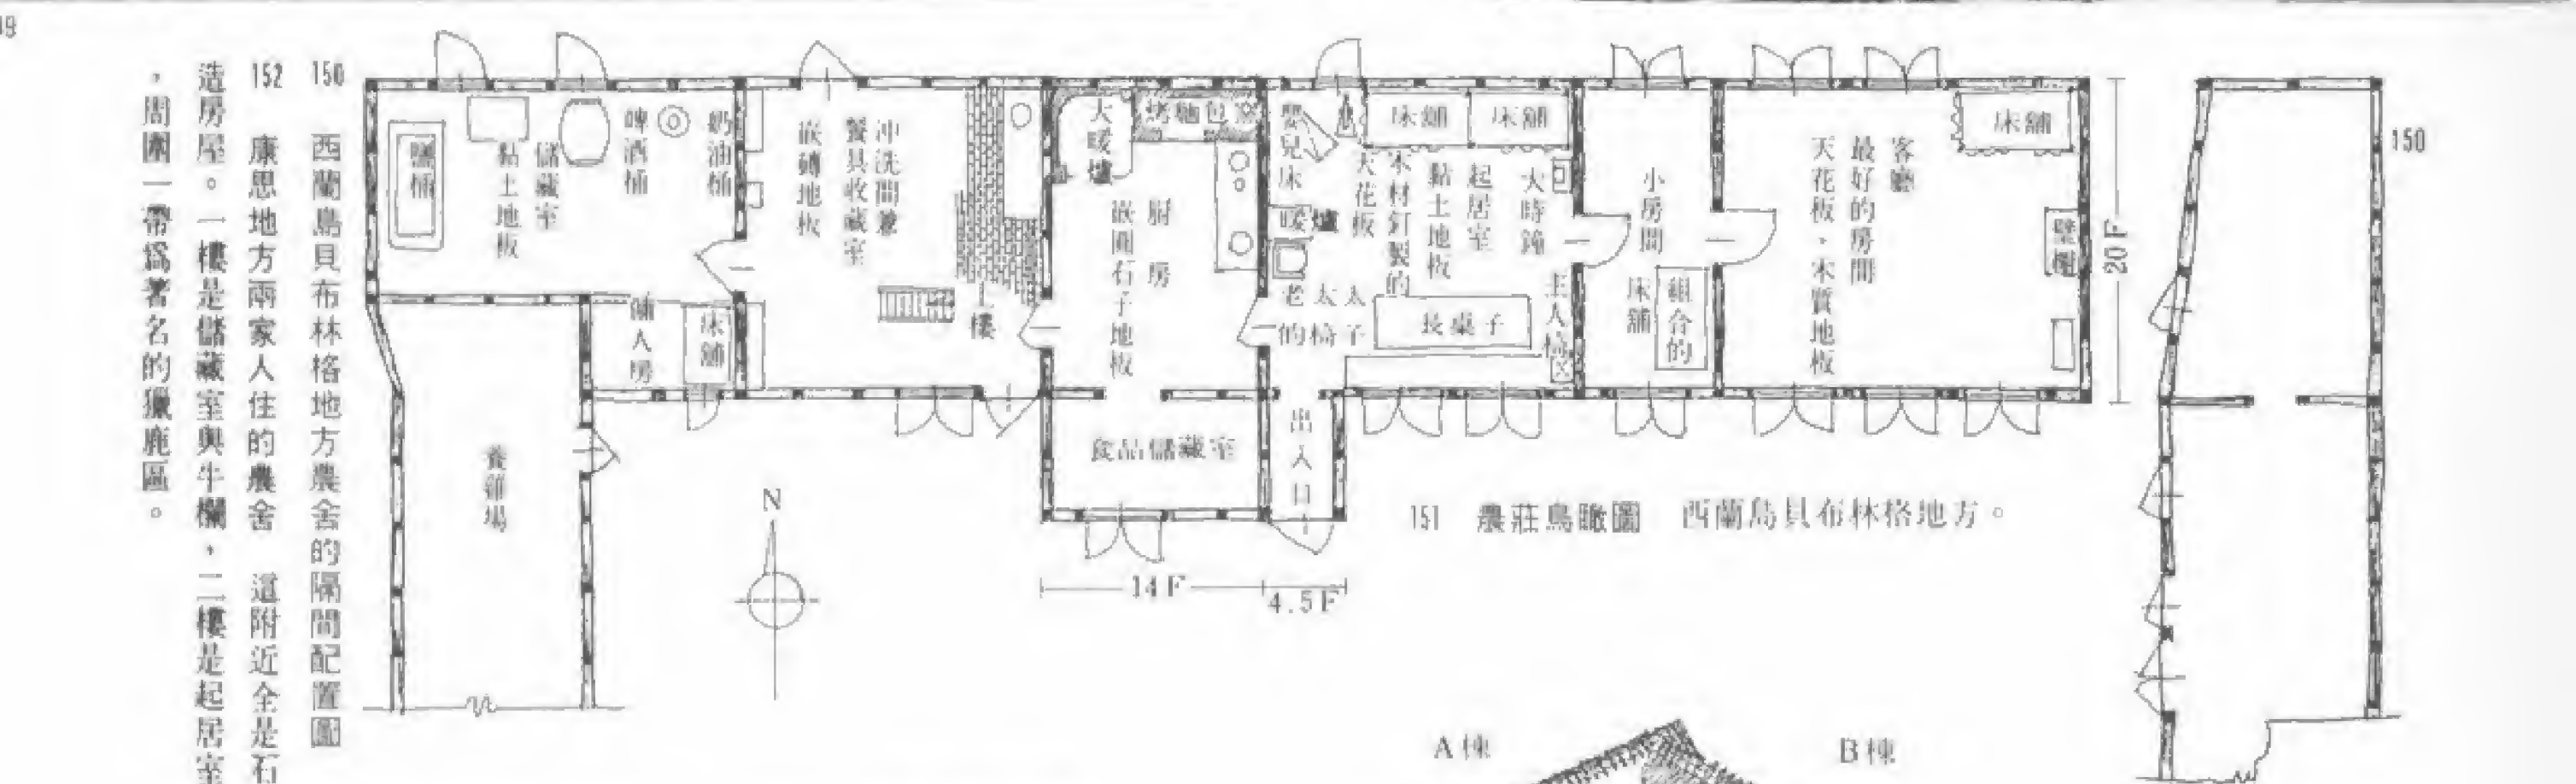 150 西蘭島貝布林格地方農舍的隔間配置圖
152 康思地方兩家人住的農舍 這附近全是石
造房屋。一樓是儲藏室與牛欄，二樓是起居室
，周圍一帶爲著名的獵鹿區。
鹽桶
儲藏室
黏土地板
啤酒桶
奶油桶
傭人房
床舖
養雞場
沖洗間兼
餐具收藏室
嵌磚地板
上樓
大暖爐
烤麵包窯
廚房
嵌圓石子地板
食品儲藏室
出入口
嬰兒床
暖爐
老太太
的椅子
床舖
床舖
大時鐘
起居室
黏土地板
木材釘製的
天花板
長桌子
主人椅
小房間
組合的
床舖
客廳
最好的房間
天花板、木質地板
床舖
壁櫥
20F
14F
4.5F
N
150
151 農莊鳥瞰圖 西蘭島貝布林格地方。
A棟
B棟